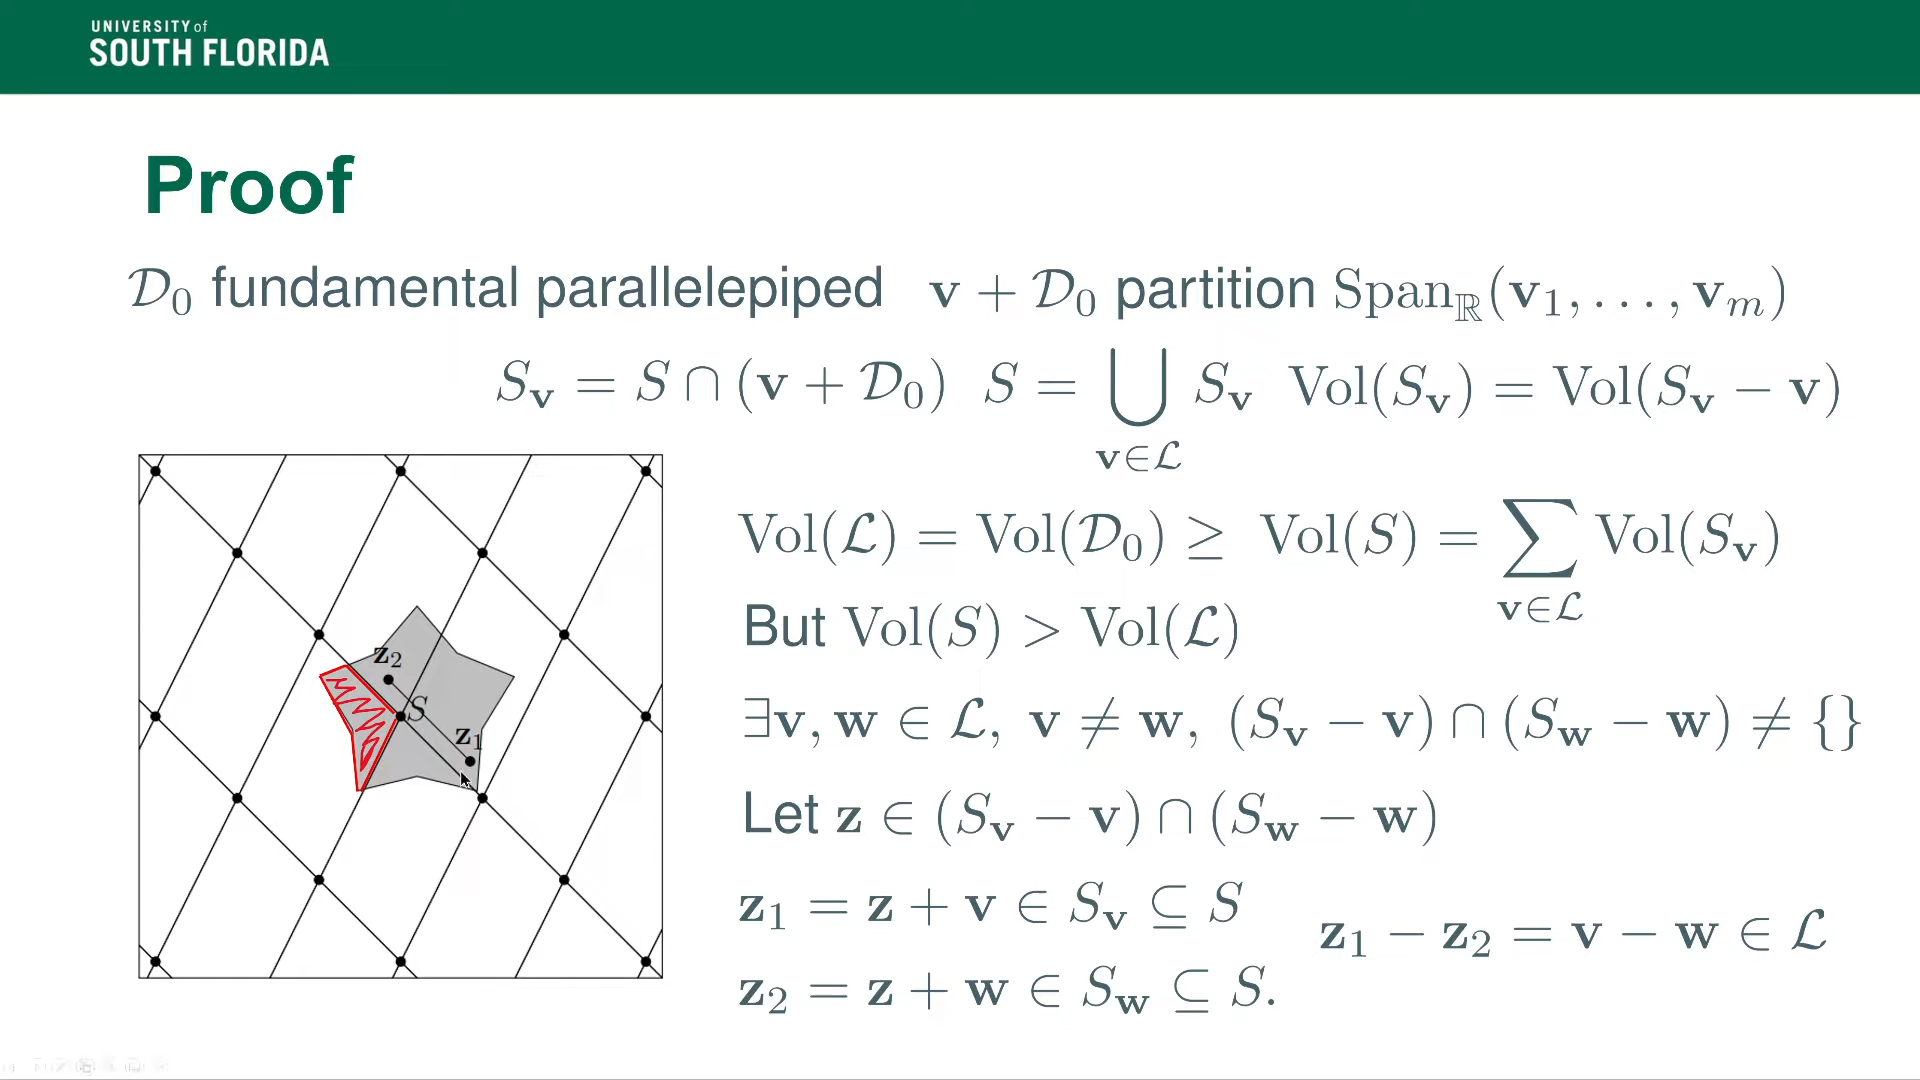 UNIVERSITY of
SOUTH FLORIDA
Proof
𝒟₀ fundamental parallelepiped 𝐯 + 𝒟₀ partition Span_ℝ(𝐯₁, . . . , 𝐯ₘ)
S_𝐯 = S ∩ (𝐯 + 𝒟₀) S = ⋃_{𝐯∈ℒ} S_𝐯 Vol(S_𝐯) = Vol(S_𝐯 − 𝐯)
Vol(ℒ) = Vol(𝒟₀) ≥ Vol(S) = ∑_{𝐯∈ℒ} Vol(S_𝐯)
But Vol(S) > Vol(ℒ)
∃𝐯, 𝐰 ∈ ℒ, 𝐯 ≠ 𝐰, (S_𝐯 − 𝐯) ∩ (S_𝐰 − 𝐰) ≠ {}
Let 𝐳 ∈ (S_𝐯 − 𝐯) ∩ (S_𝐰 − 𝐰)
𝐳₁ = 𝐳 + 𝐯 ∈ S_𝐯 ⊆ S
𝐳₂ = 𝐳 + 𝐰 ∈ S_𝐰 ⊆ S.
𝐳₁ − 𝐳₂ = 𝐯 − 𝐰 ∈ ℒ
𝐳₂
S
𝐳₁